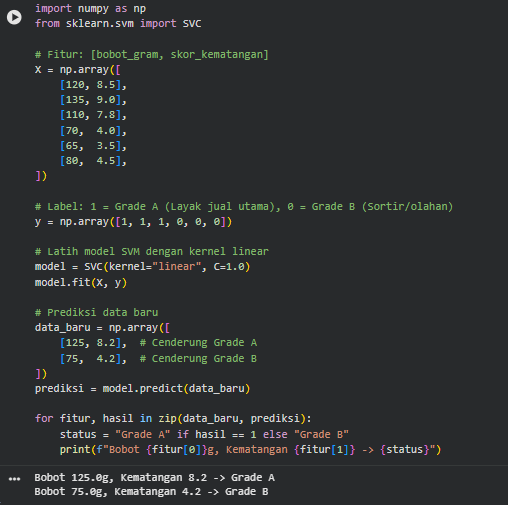 import numpy as np
from sklearn.svm import SVC

# Fitur: [bobot_gram, skor_kematangan]
X = np.array([
    [120, 8.5],
    [135, 9.0],
    [110, 7.8],
    [70,  4.0],
    [65,  3.5],
    [80,  4.5],
])

# Label: 1 = Grade A (Layak jual utama), 0 = Grade B (Sortir/olahan)
y = np.array([1, 1, 1, 0, 0, 0])

# Latih model SVM dengan kernel linear
model = SVC(kernel="linear", C=1.0)
model.fit(X, y)

# Prediksi data baru
data_baru = np.array([
    [125, 8.2],  # Cenderung Grade A
    [75,  4.2],  # Cenderung Grade B
])
prediksi = model.predict(data_baru)

for fitur, hasil in zip(data_baru, prediksi):
    status = "Grade A" if hasil == 1 else "Grade B"
    print(f"Bobot {fitur[0]}g, Kematangan {fitur[1]} -> {status}")

Bobot 125.0g, Kematangan 8.2 -> Grade A
Bobot 75.0g, Kematangan 4.2 -> Grade B